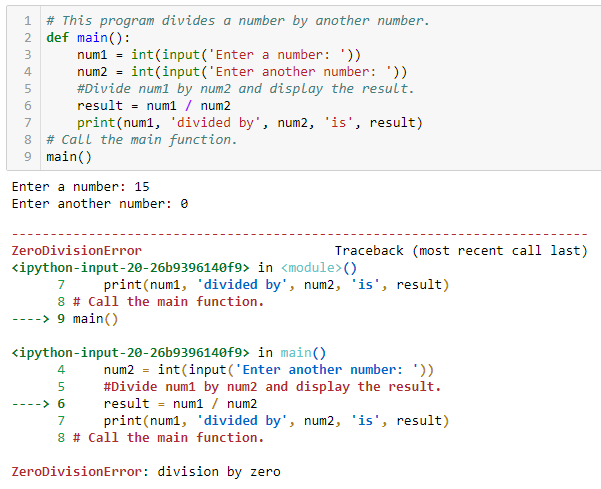 1 # This program divides a number by another number.
2 def main():
3     num1 = int(input('Enter a number: '))
4     num2 = int(input('Enter another number: '))
5     #Divide num1 by num2 and display the result.
6     result = num1 / num2
7     print(num1, 'divided by', num2, 'is', result)
8 # Call the main function.
9 main()
Enter a number: 15
Enter another number: 0
---------------------------------------------------------------------------
ZeroDivisionError                         Traceback (most recent call last)
<ipython-input-20-26b9396140f9> in <module>()
      7     print(num1, 'divided by', num2, 'is', result)
      8 # Call the main function.
----> 9 main()
<ipython-input-20-26b9396140f9> in main()
      4     num2 = int(input('Enter another number: '))
      5     #Divide num1 by num2 and display the result.
----> 6     result = num1 / num2
      7     print(num1, 'divided by', num2, 'is', result)
      8 # Call the main function.
ZeroDivisionError: division by zero